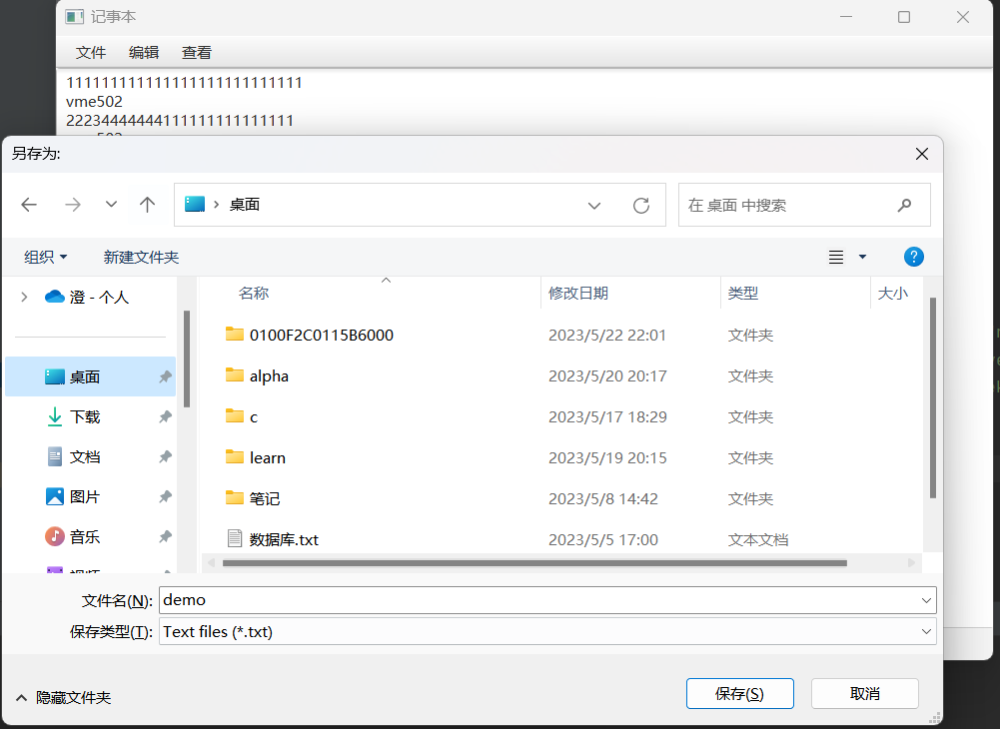 记事本
文件 编辑 查看
111111111111111111111111111
vme502
2223444444111111111111111
另存为:
桌面
在 桌面 中搜索
组织 新建文件夹
澄 - 个人
桌面
下载
文档
图片
音乐
名称 修改日期 类型 大小
0100F2C0115B6000 2023/5/22 22:01 文件夹
alpha 2023/5/20 20:17 文件夹
c 2023/5/17 18:29 文件夹
learn 2023/5/19 20:15 文件夹
笔记 2023/5/8 14:42 文件夹
数据库.txt 2023/5/5 17:00 文本文档
文件名(N): demo
保存类型(T): Text files (*.txt)
隐藏文件夹 保存(S) 取消